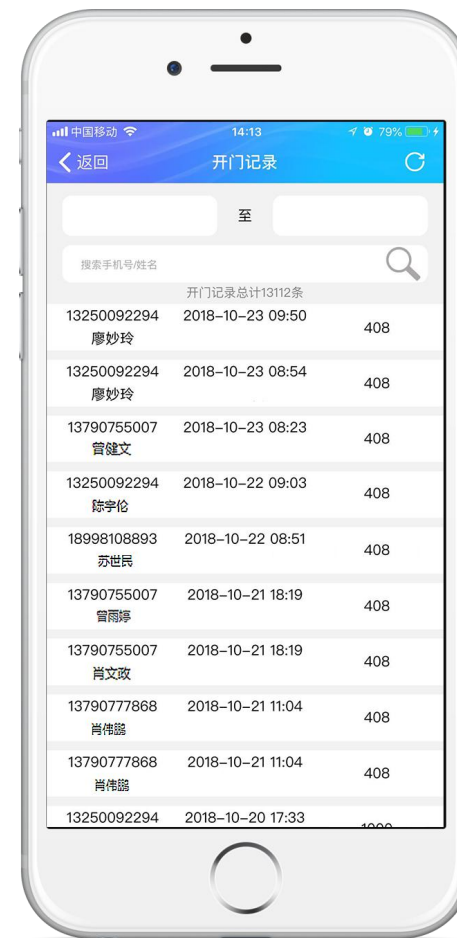 中国移动 14:13 79%
返回 开门记录
至
搜索手机号/姓名
开门记录总计13112条
13250092294 2018-10-23 09:50 408
廖妙玲
13250092294 2018-10-23 08:54 408
廖妙玲
13790755007 2018-10-23 08:23 408
曾健文
13250092294 2018-10-22 09:03 408
陈宇伦
18998108893 2018-10-22 08:51 408
苏世民
13790755007 2018-10-21 18:19 408
曾雨婷
13790755007 2018-10-21 18:19 408
肖文政
13790777868 2018-10-21 11:04 408
肖伟鹏
13790777868 2018-10-21 11:04 408
肖伟鹏
13250092294 2018-10-20 17:33